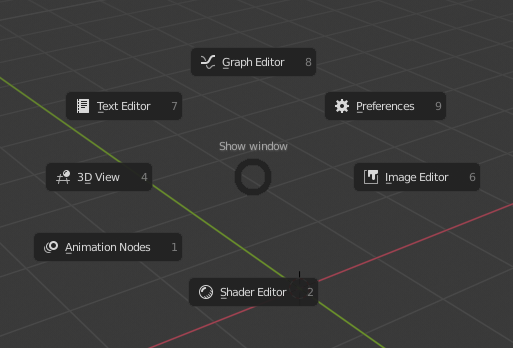 Graph Editor 8
Text Editor 7
Preferences 9
Show window
3D View 4
Image Editor 6
Animation Nodes 1
Shader Editor 2